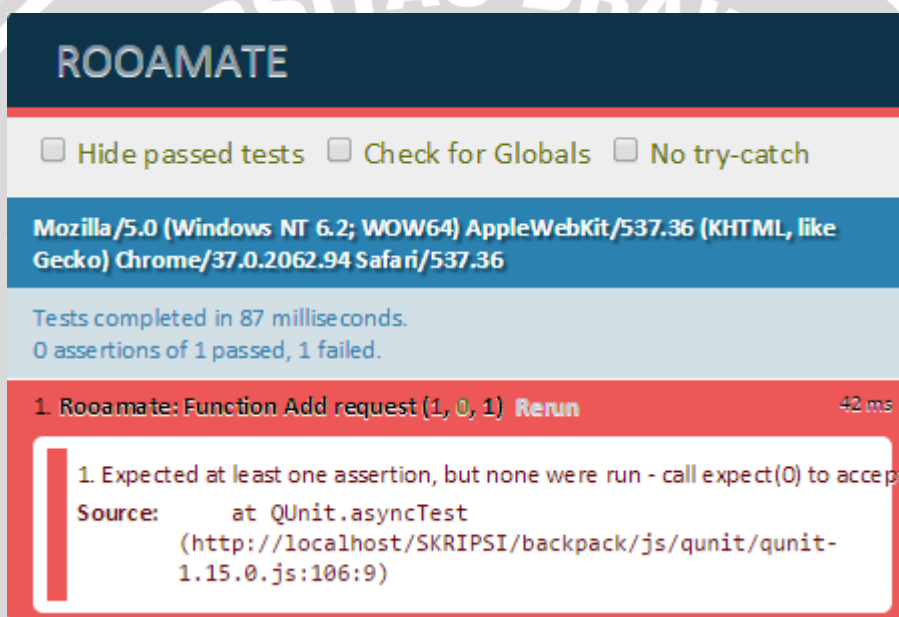 ROOAMATE
Hide passed tests Check for Globals No try-catch
Mozilla/5.0 (Windows NT 6.2; WOW64) AppleWebKit/537.36 (KHTML, like
Gecko) Chrome/37.0.2062.94 Safari/537.36
Tests completed in 87 milliseconds.
0 assertions of 1 passed, 1 failed.
1. Rooamate: Function Add request (1, 0, 1) Rerun 42 ms
1. Expected at least one assertion, but none were run - call expect(0) to accep
Source: at QUnit.asyncTest
(http://localhost/SKRIPSI/backpack/js/qunit/qunit-
1.15.0.js:106:9)